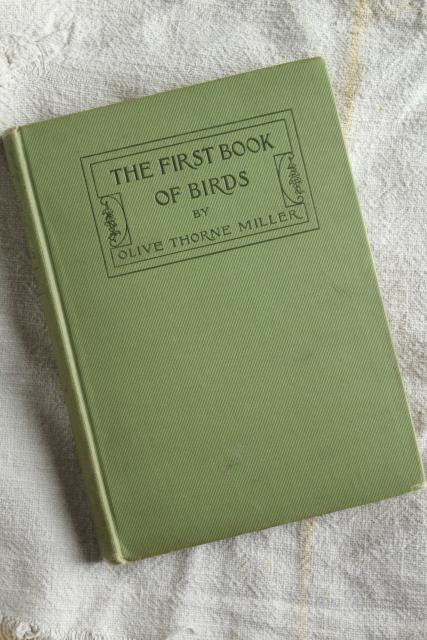 THE FIRST BOOK
OF BIRDS
BY
OLIVE THORNE MILLER